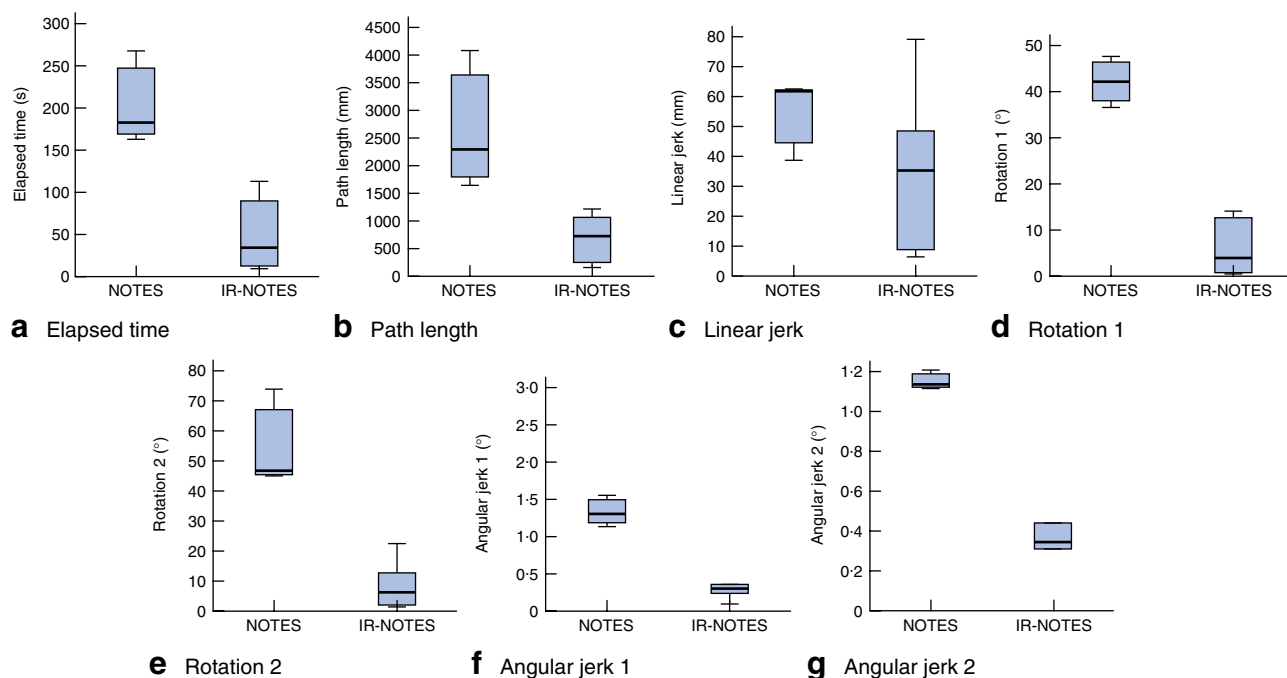 300
250
200
150
100
50
0
Elapsed time (s)
NOTES
IR-NOTES
a Elapsed time
4500
4000
3500
3000
2500
2000
1500
1000
500
0
Path length (mm)
NOTES
IR-NOTES
b Path length
80
70
60
50
40
30
20
10
0
Linear jerk (mm)
NOTES
IR-NOTES
c Linear jerk
50
40
30
20
10
0
Rotation 1 (°)
NOTES
IR-NOTES
d Rotation 1
80
70
60
50
40
30
20
10
0
Rotation 2 (°)
NOTES
IR-NOTES
e Rotation 2
3·0
2·5
2·0
1·5
1·0
0·5
0
Angular jerk 1 (°)
NOTES
IR-NOTES
f Angular jerk 1
1·2
1·0
0·8
0·6
0·4
0·2
0
Angular jerk 2 (°)
NOTES
IR-NOTES
g Angular jerk 2